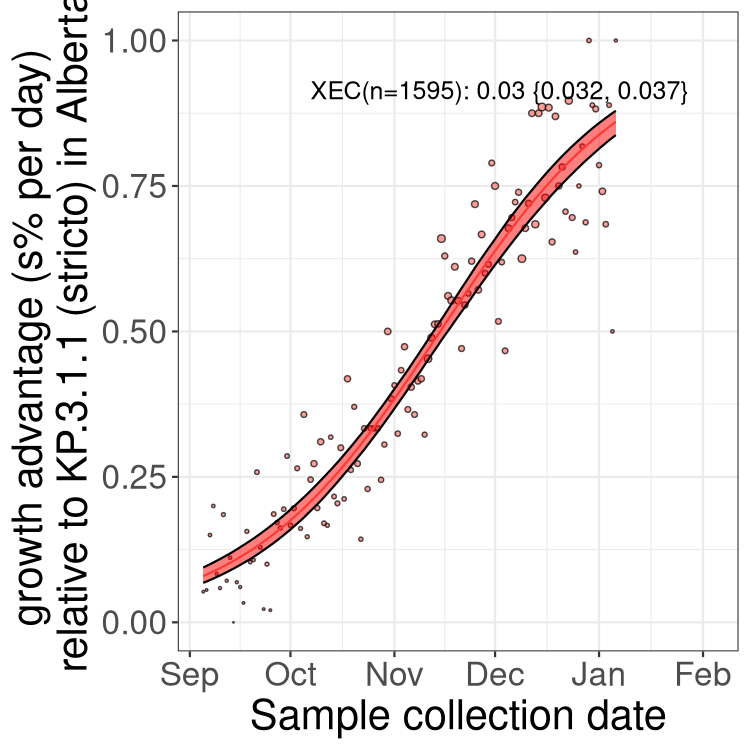 growth advantage (s% per day)
relative to KP.3.1.1 (stricto) in Alberta
1.00
0.75
0.50
0.25
0.00
XEC(n=1595): 0.03 {0.032, 0.037}
Sep Oct Nov Dec Jan Feb
Sample collection date